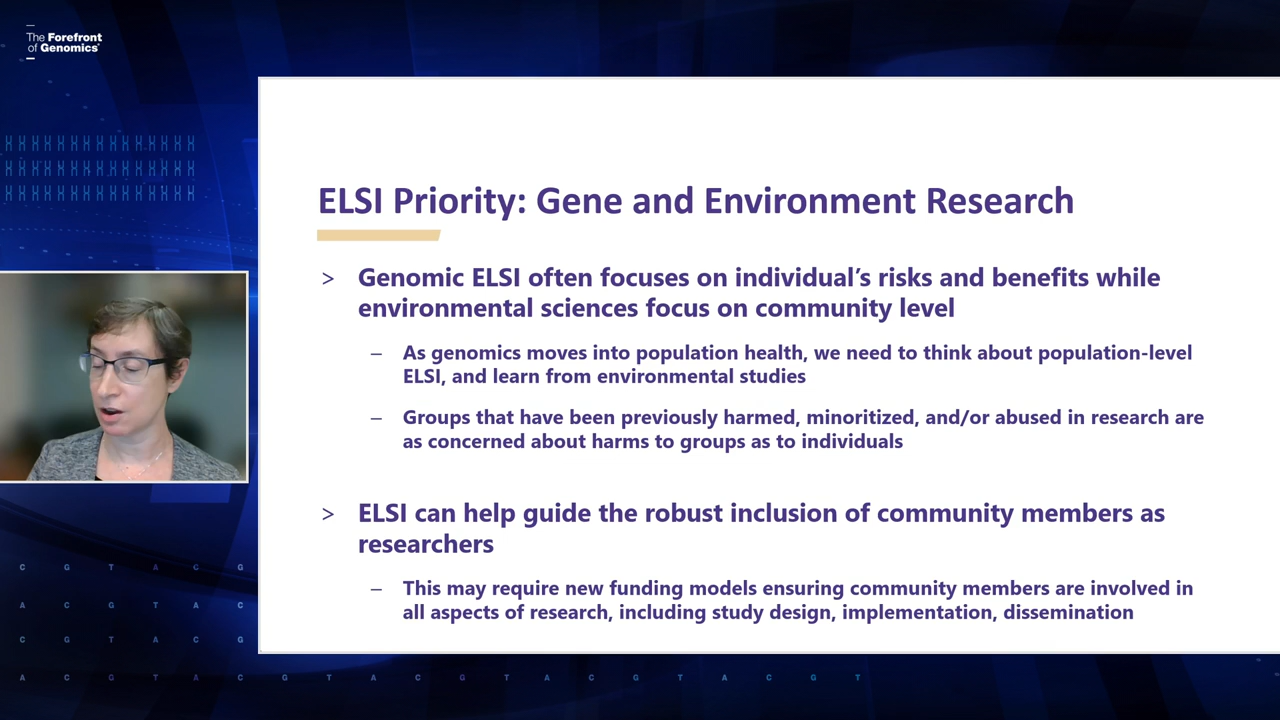 The Forefront
of Genomics®
ELSI Priority: Gene and Environment Research
> Genomic ELSI often focuses on individual’s risks and benefits while
environmental sciences focus on community level
– As genomics moves into population health, we need to think about population-level
ELSI, and learn from environmental studies
– Groups that have been previously harmed, minoritized, and/or abused in research are
as concerned about harms to groups as to individuals
> ELSI can help guide the robust inclusion of community members as
researchers
– This may require new funding models ensuring community members are involved in
all aspects of research, including study design, implementation, dissemination
C G T A C G
A C G T A C
C G T A C G
A C G T A C G T A C G T A C G T A C G T